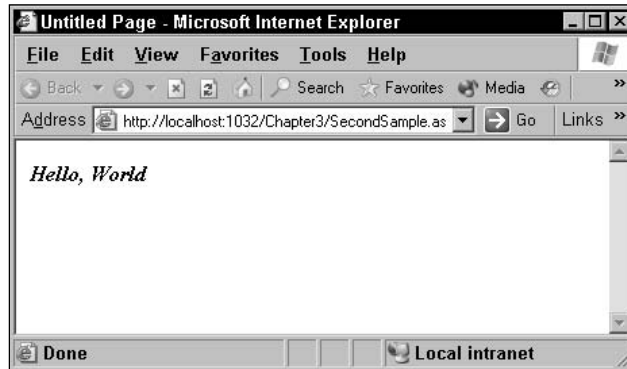 Untitled Page - Microsoft Internet Explorer
File Edit View Favorites Tools Help
Back Search Favorites Media »
Address http://localhost:1032/Chapter3/SecondSample.as Go Links »
Hello, World
Done Local intranet